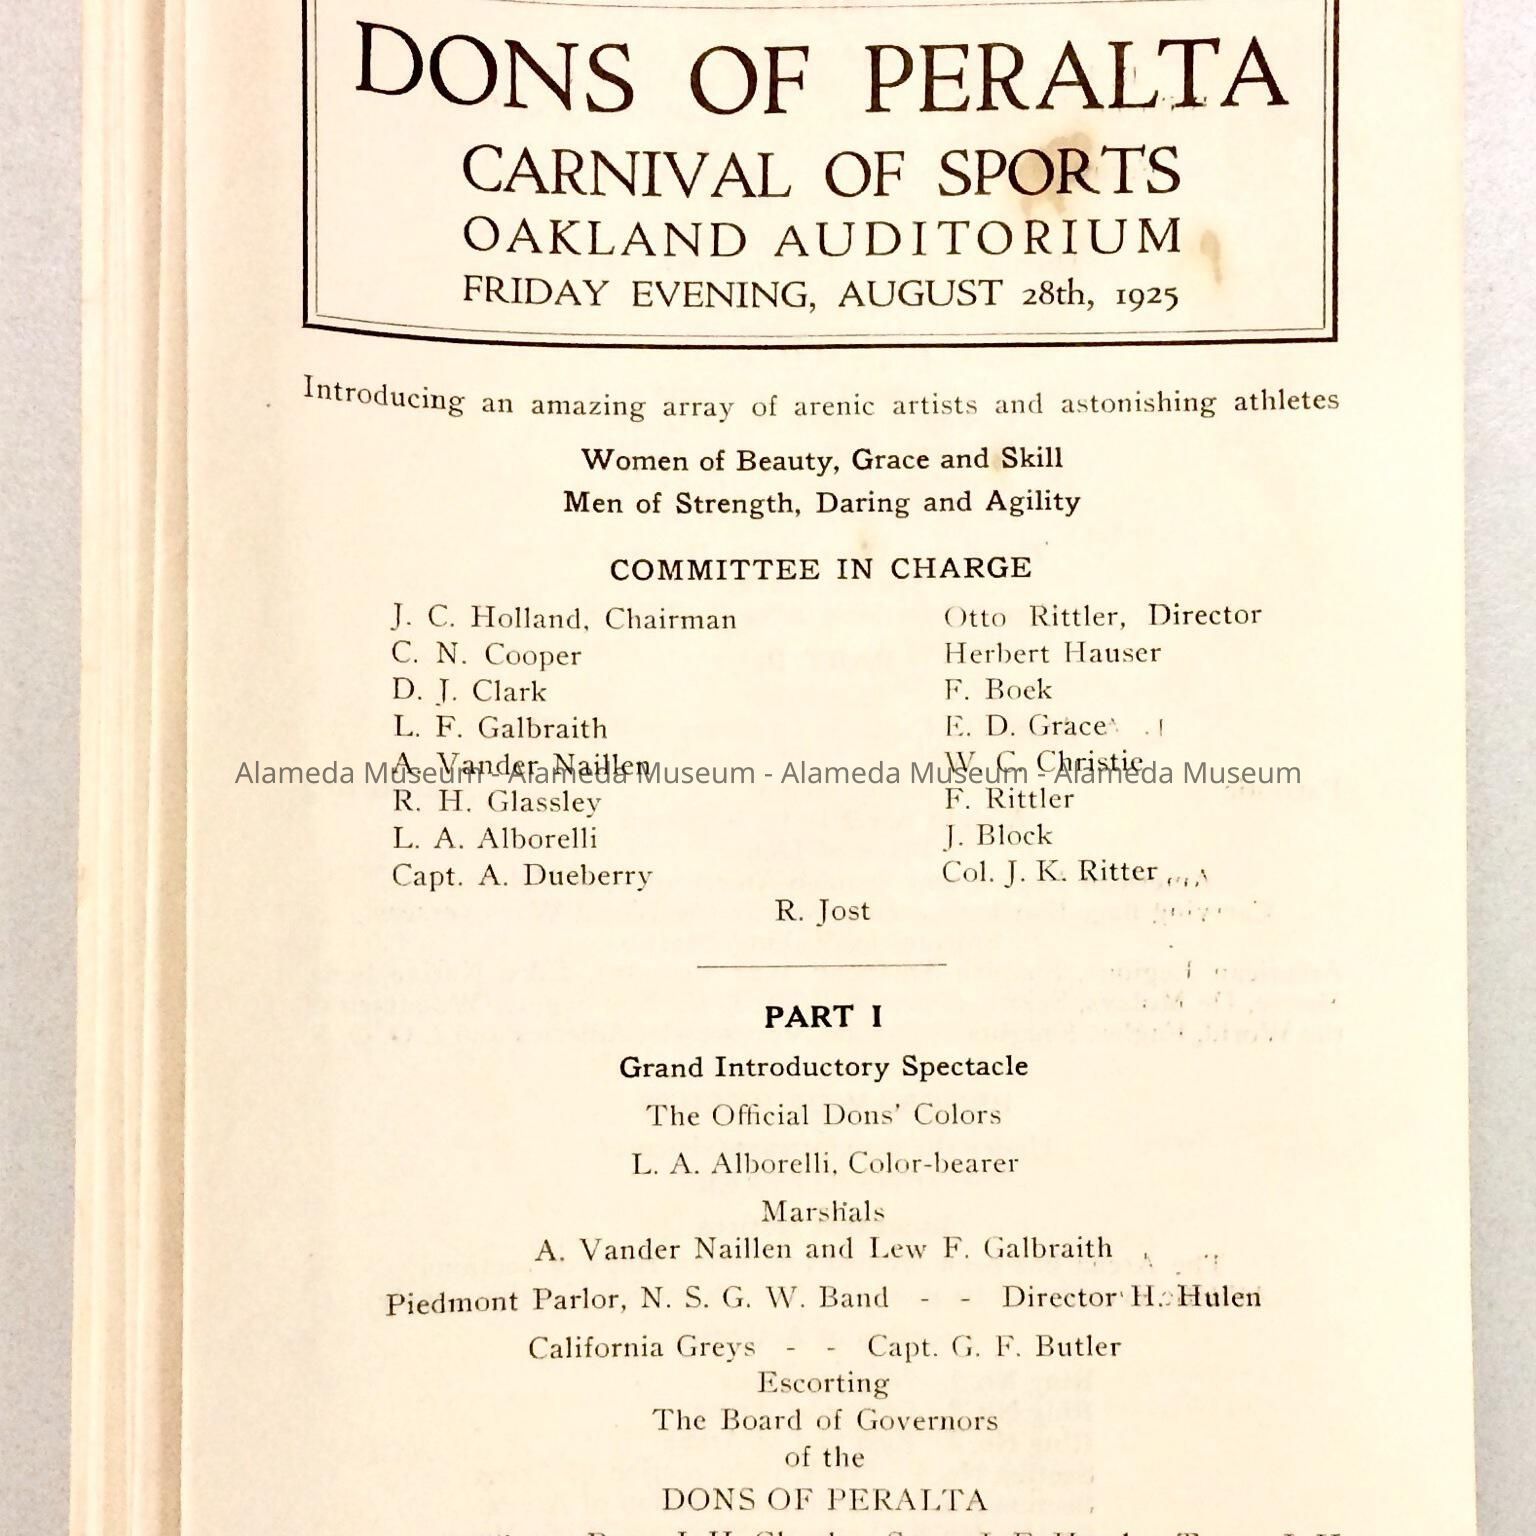 DONS OF PERALTA
CARNIVAL OF SPORTS
OAKLAND AUDITORIUM
FRIDAY EVENING, AUGUST 28th, 1925
Introducing an amazing array of arenic artists and astonishing athletes
Women of Beauty, Grace and Skill
Men of Strength, Daring and Agility
COMMITTEE IN CHARGE
J. C. Holland, Chairman
C. N. Cooper
D. J. Clark
L. F. Galbraith
A. Vander Naillen
R. H. Glassley
L. A. Alborelli
Capt. A. Dueberry
Otto Rittler, Director
Herbert Hauser
F. Boek
E. D. Grace
W. C. Christie
F. Rittler
J. Block
Col. J. K. Ritter
R. Jost
Alameda Museum - Alameda Museum - Alameda Museum - Alameda Museum
PART I
Grand Introductory Spectacle
The Official Dons' Colors
L. A. Alborelli, Color-bearer
Marshals
A. Vander Naillen and Lew F. Galbraith
Piedmont Parlor, N. S. G. W. Band - - Director H. Hulen
California Greys - - Capt. G. F. Butler
Escorting
The Board of Governors
of the
DONS OF PERALTA